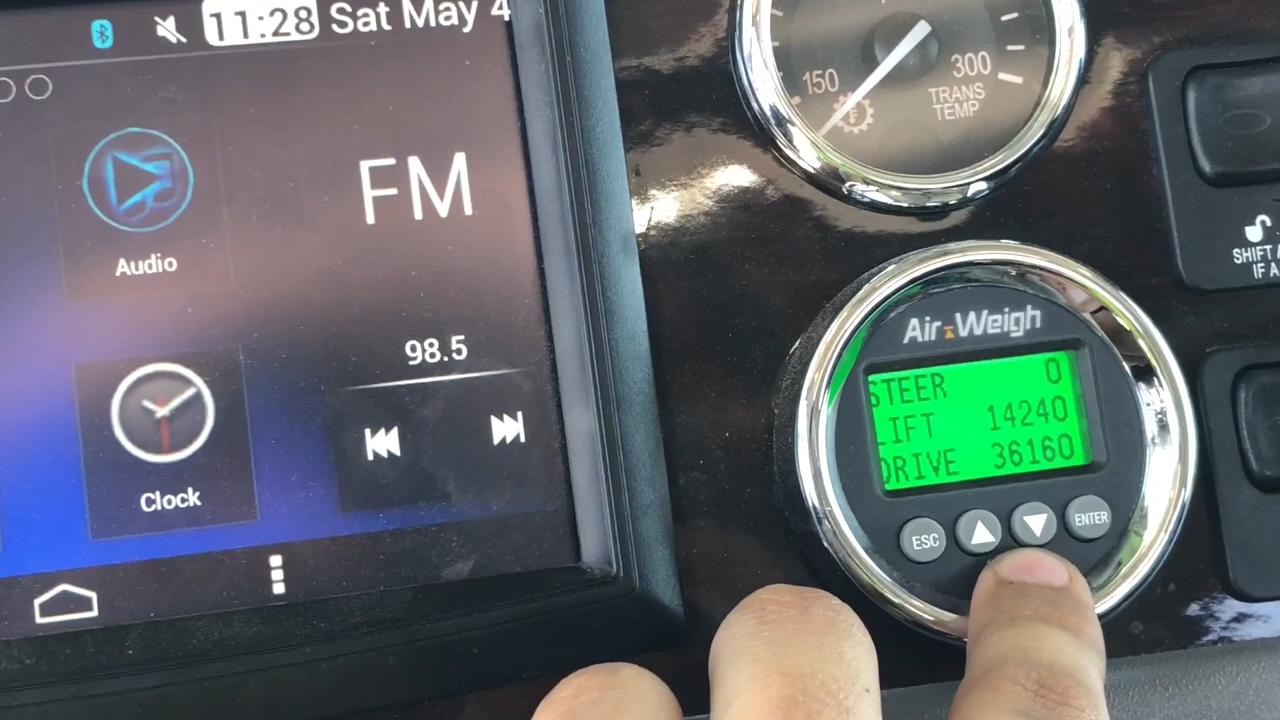 11:28 Sat May 4
Audio
FM
98.5
Clock
150
300
TRANS
TEMP
F
Air-Weigh
STEER 0
LIFT 14240
DRIVE 36160
ESC
ENTER
SHIFT
IF